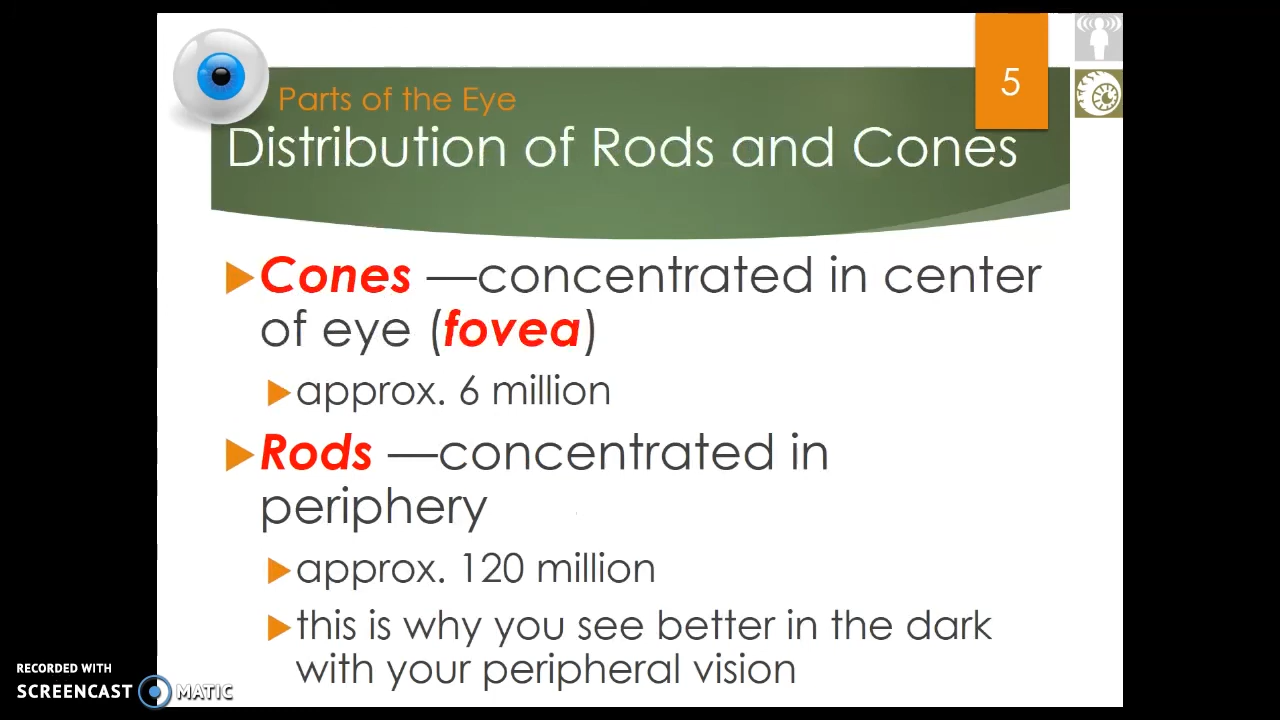 5
Parts of the Eye
Distribution of Rods and Cones
Cones —concentrated in center
of eye (fovea)
approx. 6 million
Rods —concentrated in
periphery
approx. 120 million
this is why you see better in the dark
with your peripheral vision
RECORDED WITH
SCREENCAST MATIC